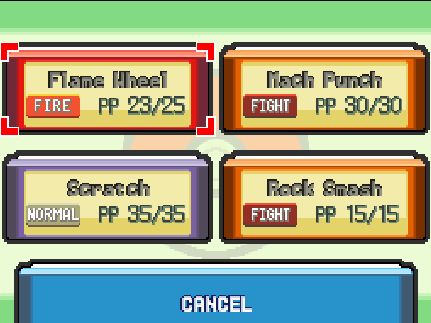 Flame Wheel
FIRE PP 23/25
Mach Punch
FIGHT PP 30/30
Scratch
NORMAL PP 35/35
Rock Smash
FIGHT PP 15/15
CANCEL